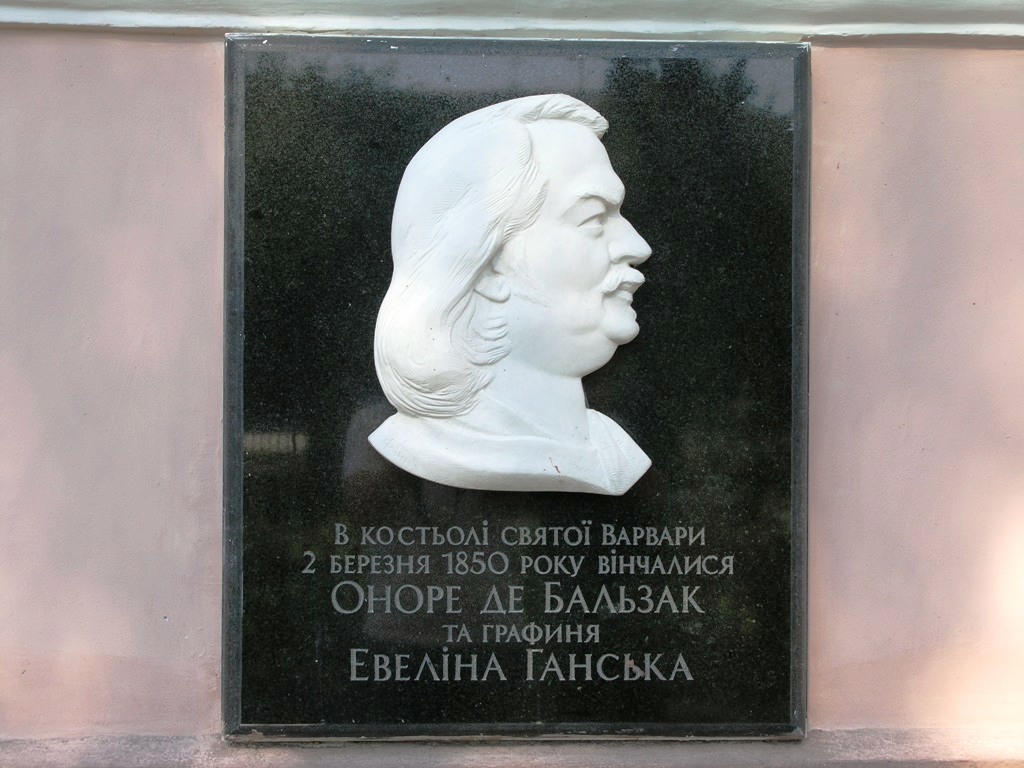 В костьолі святої Варвари
2 березня 1850 року вінчалися
Оноре де Бальзак
та графиня
Евеліна Ганська